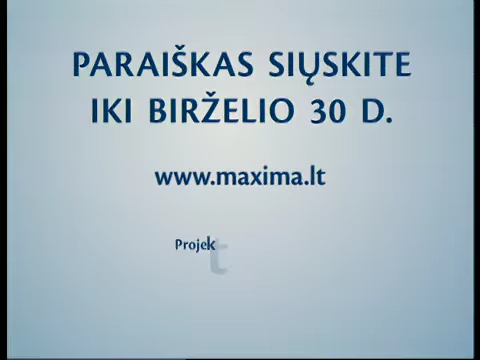 PARAIŠKAS SIŲSKITE
IKI BIRŽELIO 30 D.
www.maxima.lt
Projekt